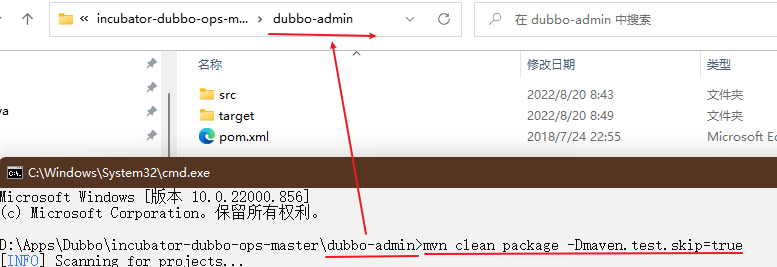 « incubator-dubbo-ops-m... › dubbo-admin
在 dubbo-admin 中搜索
名称 修改日期 类型
src 2022/8/20 8:43 文件夹
target 2022/8/20 8:49 文件夹
pom.xml 2018/7/24 22:55 Microsoft Ed
va
C:\Windows\System32\cmd.exe
Microsoft Windows [版本 10.0.22000.856]
(c) Microsoft Corporation。保留所有权利。
D:\Apps\Dubbo\incubator-dubbo-ops-master\dubbo-admin>mvn clean package -Dmaven.test.skip=true
[INFO] Scanning for projects...